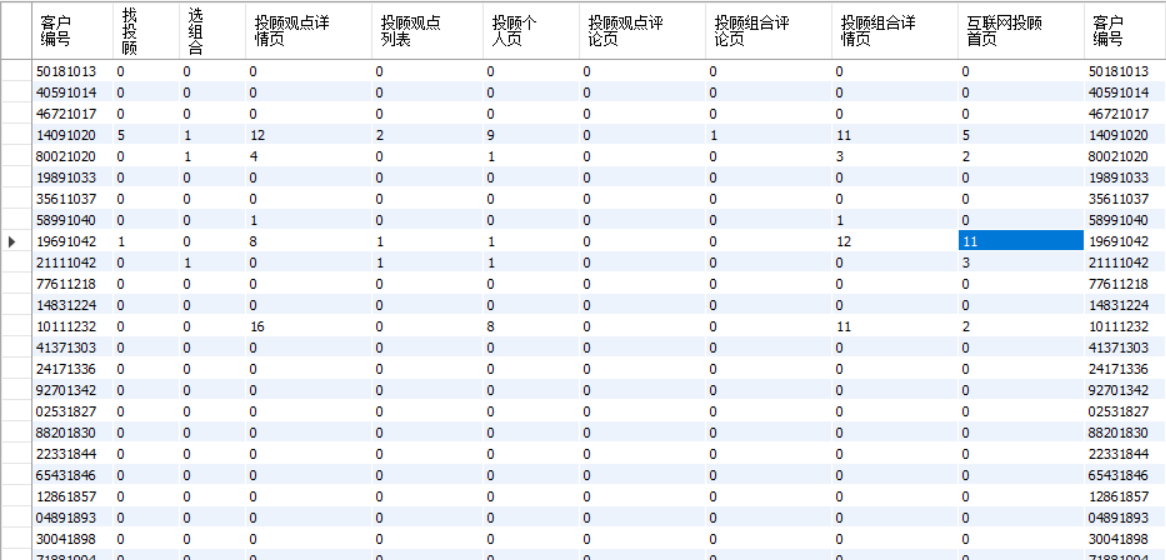 客户编号 找投顾 选组合 投顾观点详情页 投顾观点列表 投顾个人页 投顾观点评论页 投顾组合评论页 投顾组合详情页 互联网投顾首页 客户编号
50181013 0 0 0 0 0 0 0 0 0 50181013
40591014 0 0 0 0 0 0 0 0 0 40591014
46721017 0 0 0 0 0 0 0 0 0 46721017
14091020 5 1 12 2 9 0 1 11 5 14091020
80021020 0 1 4 0 1 0 0 3 2 80021020
19891033 0 0 0 0 0 0 0 0 0 19891033
35611037 0 0 0 0 0 0 0 0 0 35611037
58991040 0 0 1 0 0 0 0 1 0 58991040
19691042 1 0 8 1 1 0 0 12 11 19691042
21111042 0 1 0 1 1 0 0 0 3 21111042
77611218 0 0 0 0 0 0 0 0 0 77611218
14831224 0 0 0 0 0 0 0 0 0 14831224
10111232 0 0 16 0 8 0 0 11 2 10111232
41371303 0 0 0 0 0 0 0 0 0 41371303
24171336 0 0 0 0 0 0 0 0 0 24171336
92701342 0 0 0 0 0 0 0 0 0 92701342
02531827 0 0 0 0 0 0 0 0 0 02531827
88201830 0 0 0 0 0 0 0 0 0 88201830
22331844 0 0 0 0 0 0 0 0 0 22331844
65431846 0 0 0 0 0 0 0 0 0 65431846
12861857 0 0 0 0 0 0 0 0 0 12861857
04891893 0 0 0 0 0 0 0 0 0 04891893
30041898 0 0 0 0 0 0 0 0 0 30041898